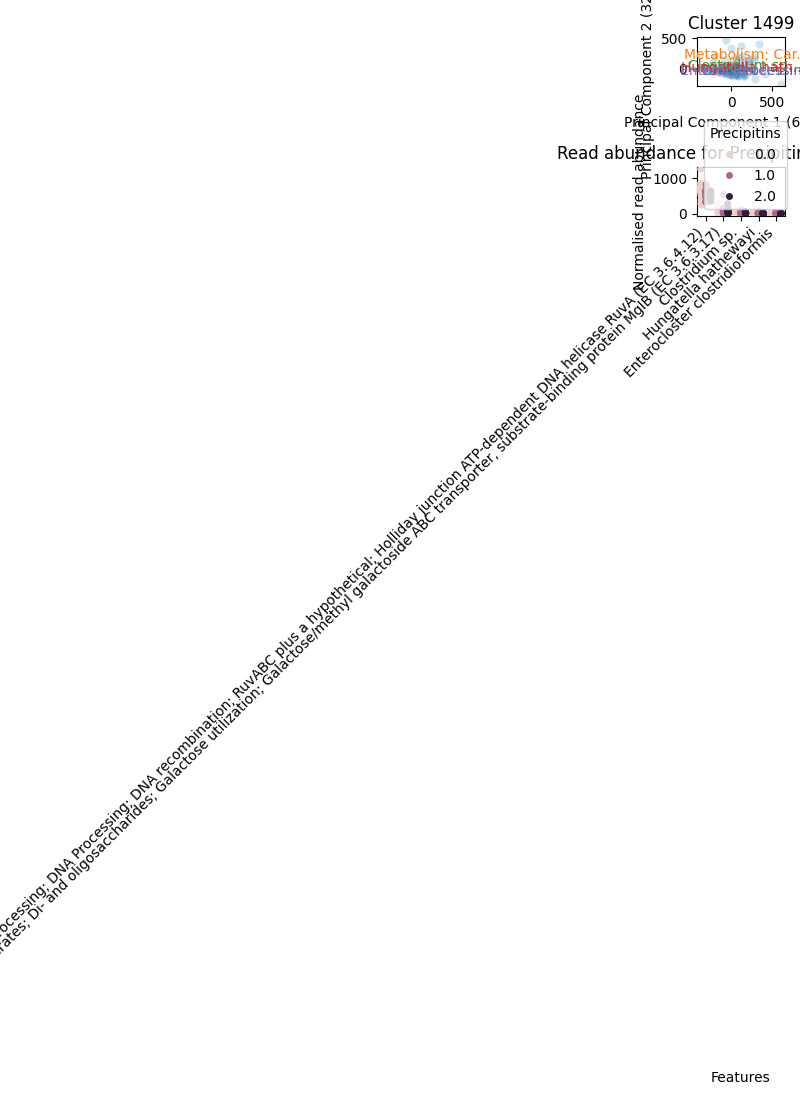 Cluster 1499
500
0
Metabolism; Car...
0
500
Principal Component 1 (6
Principal Component 2 (32
Read abundance for Precipitin
Precipitins
0.0
1.0
2.0
1000
0
Normalised read abundance
ocessing; DNA Processing; DNA recombination; RuvABC plus a hypothetical; Holliday junction ATP-dependent DNA helicase RuvA (EC 3.6.4.12)
rates; Di- and oligosaccharides; Galactose utilization; Galactose/methyl galactoside ABC transporter, substrate-binding protein MglB (EC 3.6.3.17)
Clostridium sp.
Hungatella hathewayi
Enterocloster clostridioformis
Features